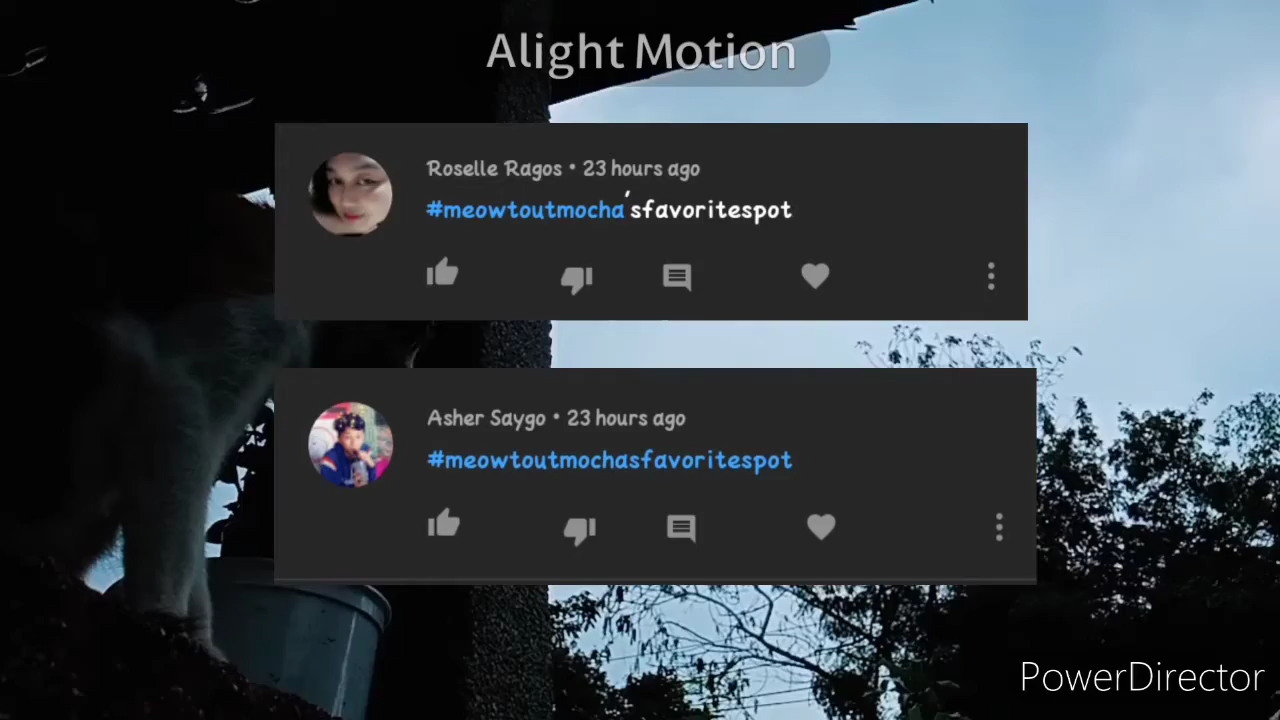 Alight Motion
Roselle Ragos • 23 hours ago
#meowtoutmocha'sfavoritespot
Asher Saygo • 23 hours ago
#meowtoutmochasfavoritespot
PowerDirector